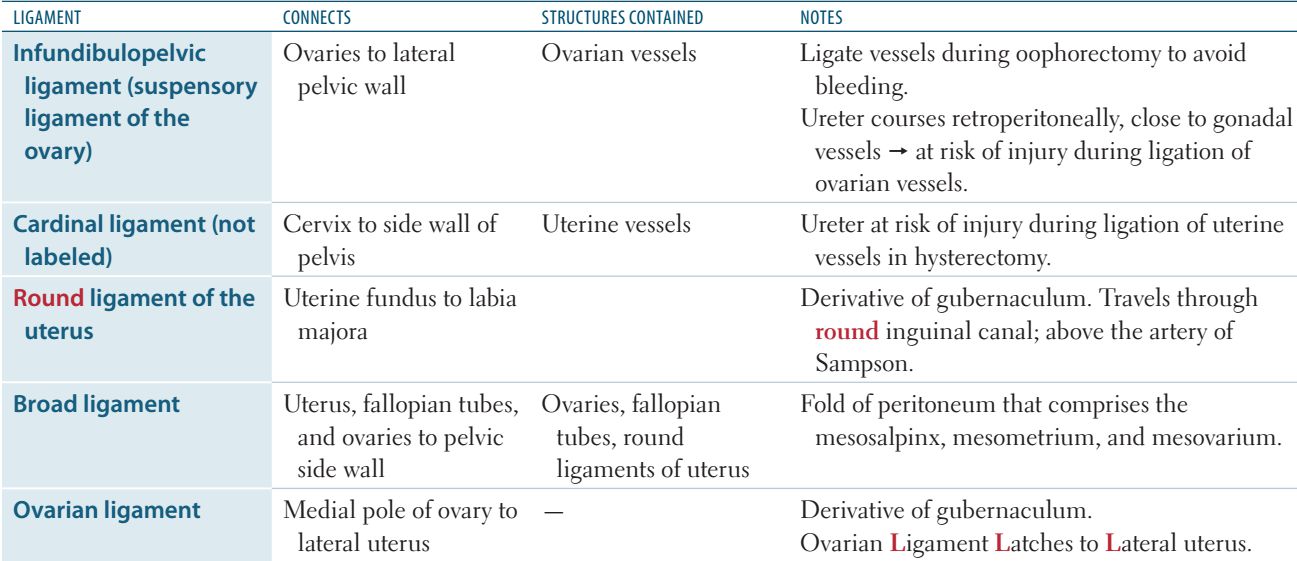 LIGAMENT CONNECTS STRUCTURES CONTAINED NOTES
Infundibulopelvic
ligament (suspensory
ligament of the
ovary)
Ovaries to lateral
pelvic wall
Ovarian vessels
Ligate vessels during oophorectomy to avoid
bleeding.
Ureter courses retroperitoneally, close to gonadal
vessels → at risk of injury during ligation of
ovarian vessels.
Cardinal ligament (not
labeled)
Cervix to side wall of
pelvis
Uterine vessels
Ureter at risk of injury during ligation of uterine
vessels in hysterectomy.
Round ligament of the
uterus
Uterine fundus to labia
majora
Derivative of gubernaculum. Travels through
round inguinal canal; above the artery of
Sampson.
Broad ligament
Uterus, fallopian tubes,
and ovaries to pelvic
side wall
Ovaries, fallopian
tubes, round
ligaments of uterus
Fold of peritoneum that comprises the
mesosalpinx, mesometrium, and mesovarium.
Ovarian ligament
Medial pole of ovary to
lateral uterus
—
Derivative of gubernaculum.
Ovarian Ligament Latches to Lateral uterus.